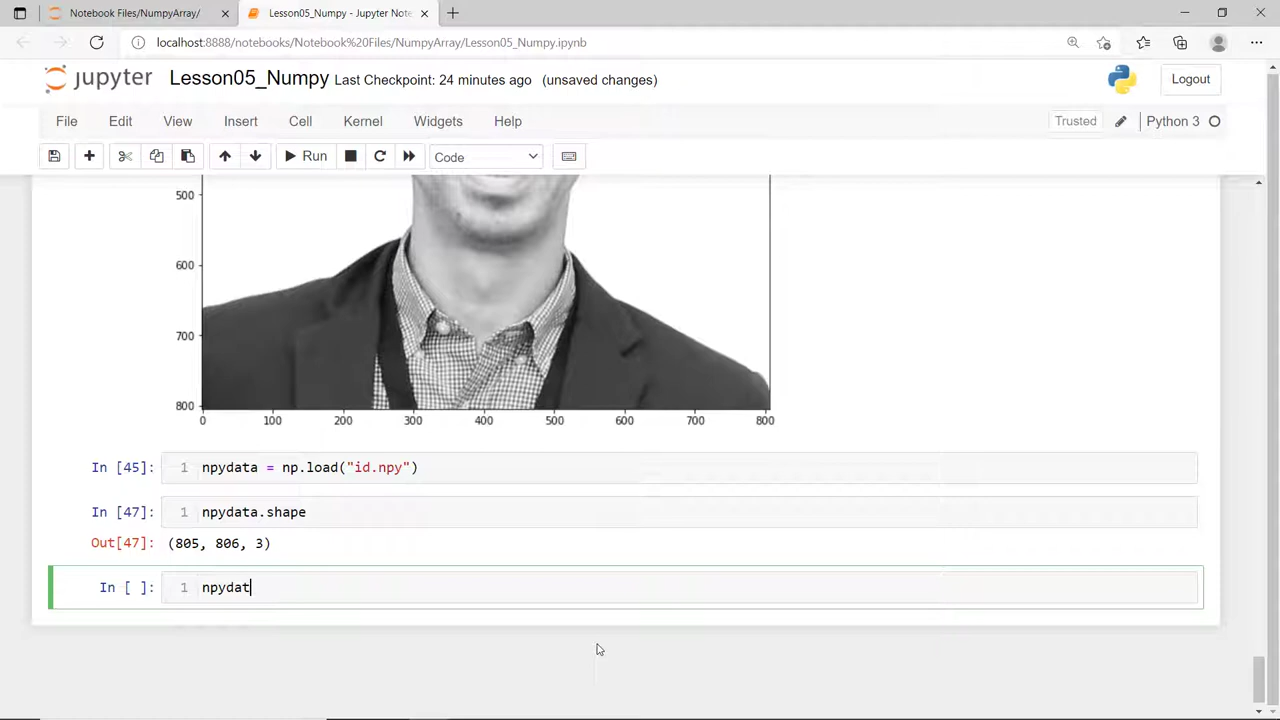 Notebook Files/NumpyArray/
Lesson05_Numpy - Jupyter Note
localhost:8888/notebooks/Notebook%20Files/NumpyArray/Lesson05_Numpy.ipynb
jupyter Lesson05_Numpy Last Checkpoint: 24 minutes ago (unsaved changes)
Logout
File Edit View Insert Cell Kernel Widgets Help
Trusted
Python 3
Run
Code
500
600
700
800
0 100 200 300 400 500 600 700 800
In [45]: 1 npydata = np.load("id.npy")
In [47]: 1 npydata.shape
Out[47]: (805, 806, 3)
In [ ]: 1 npydat